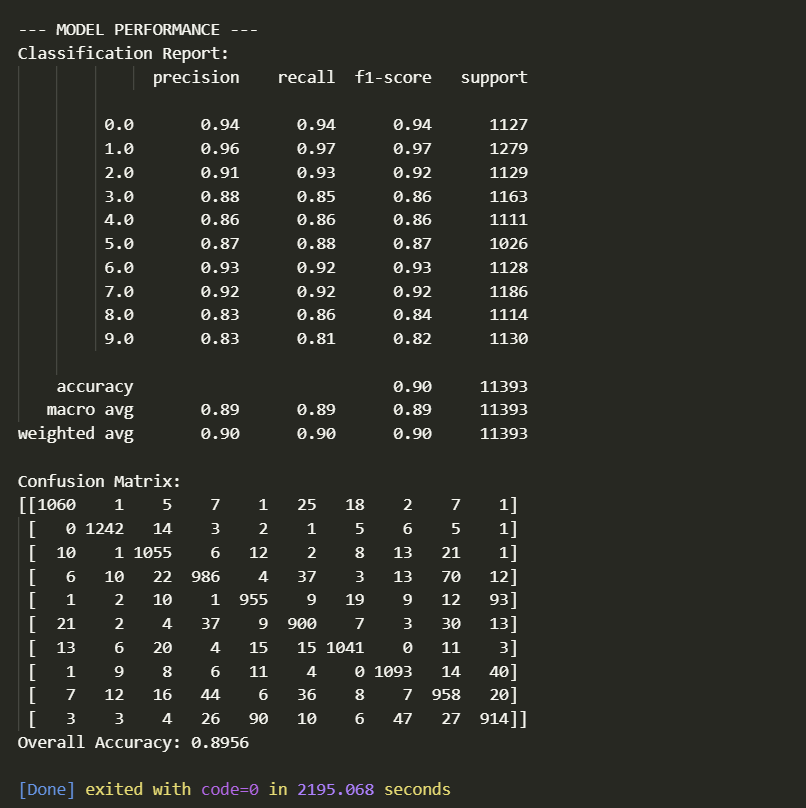 --- MODEL PERFORMANCE ---
Classification Report:
              precision    recall  f1-score   support

         0.0       0.94      0.94      0.94      1127
         1.0       0.96      0.97      0.97      1279
         2.0       0.91      0.93      0.92      1129
         3.0       0.88      0.85      0.86      1163
         4.0       0.86      0.86      0.86      1111
         5.0       0.87      0.88      0.87      1026
         6.0       0.93      0.92      0.93      1128
         7.0       0.92      0.92      0.92      1186
         8.0       0.83      0.86      0.84      1114
         9.0       0.83      0.81      0.82      1130

    accuracy                           0.90     11393
   macro avg       0.89      0.89      0.89     11393
weighted avg       0.90      0.90      0.90     11393

Confusion Matrix:
[[1060    1    5    7    1   25   18    2    7    1]
 [   0 1242   14    3    2    1    5    6    5    1]
 [  10    1 1055    6   12    2    8   13   21    1]
 [   6   10   22  986    4   37    3   13   70   12]
 [   1    2   10    1  955    9   19    9   12   93]
 [  21    2    4   37    9  900    7    3   30   13]
 [  13    6   20    4   15   15 1041    0   11    3]
 [   1    9    8    6   11    4    0 1093   14   40]
 [   7   12   16   44    6   36    8    7  958   20]
 [   3    3    4   26   90   10    6   47   27  914]]
Overall Accuracy: 0.8956

[Done] exited with code=0 in 2195.068 seconds